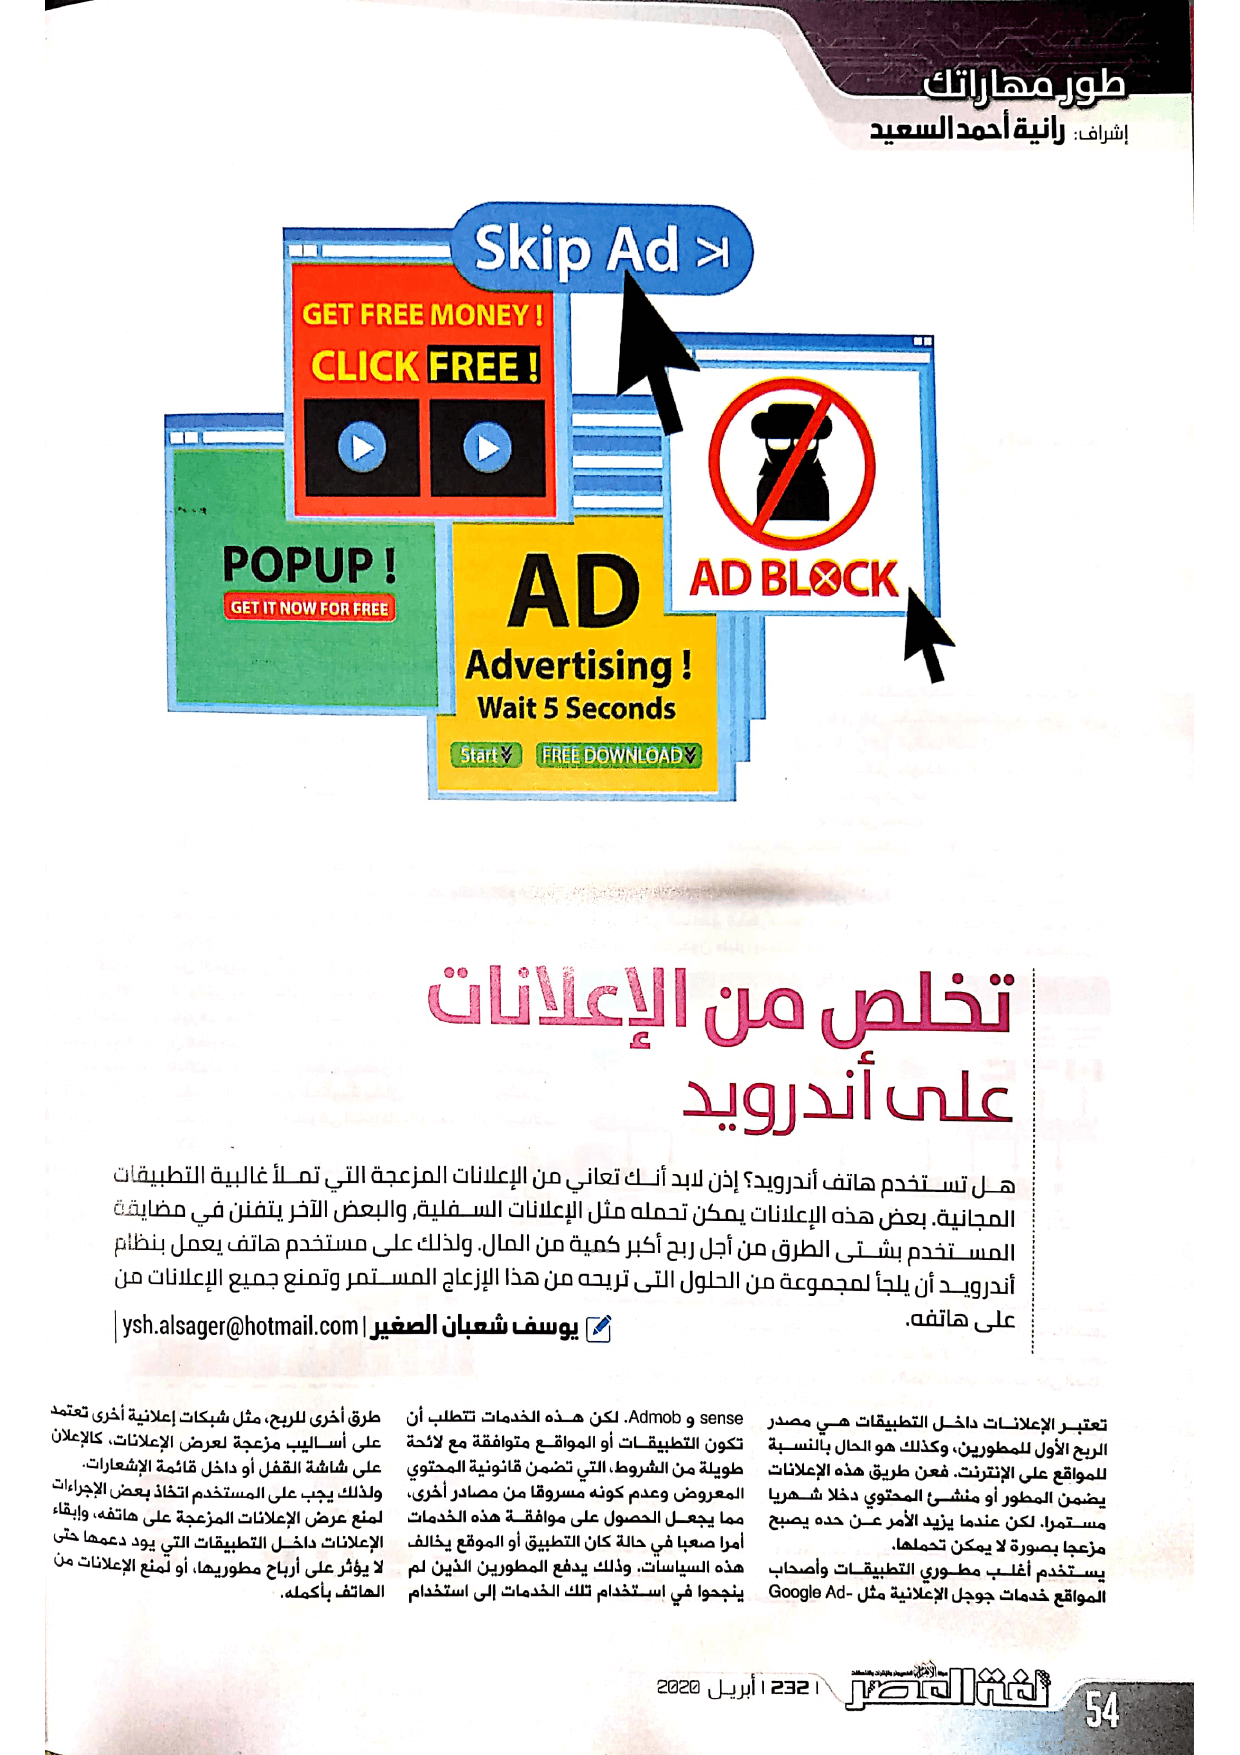 طور مهاراتك
إشراف: رانية أحمد السعيد
Skip Ad
GET FREE MONEY !
CLICK FREE !
POPUP !
GET IT NOW FOR FREE
AD
Advertising !
Wait 5 Seconds
Start
FREE DOWNLOAD
AD BLOCK
تخلص من الإعلانات
على أندرويد
هل تستخدم هاتف أندرويد؟ إذن لابد أنك تعاني من الإعلانات المزعجة التي تملأ غالبية التطبيقات
المجانية. بعض هذه الإعلانات يمكن تحمله مثل الإعلانات السفلية، والبعض الآخر يتفنن في مضايقة
المستخدم بشتى الطرق من أجل ربح أكبر كمية من المال. ولذلك على مستخدم هاتف يعمل بنظام
أندرويد أن يلجأ لمجموعة من الحلول التى تريحه من هذا الإزعاج المستمر وتمنع جميع الإعلانات من
على هاتفه.
يوسف شعبان الصغير | ysh.alsager@hotmail.com
تعتبر الإعلانات داخل التطبيقات هي مصدر
الربح الأول للمطورين، وكذلك هو الحال بالنسبة
للمواقع على الإنترنت. فعن طريق هذه الإعلانات
يضمن المطور أو منشئ المحتوي دخلا شهريا
مستمرا. لكن عندما يزيد الأمر عن حده يصبح
مزعجا بصورة لا يمكن تحملها.
يستخدم أغلب مطوري التطبيقات وأصحاب
المواقع خدمات جوجل الإعلانية مثل Google Ad-
sense و Admob. لكن هذه الخدمات تتطلب أن
تكون التطبيقات أو المواقع متوافقة مع لائحة
طويلة من الشروط، التي تضمن قانونية المحتوي
المعروض وعدم كونه مسروقا من مصادر أخرى،
مما يجعل الحصول على موافقة هذه الخدمات
أمرا صعبا في حالة كان التطبيق أو الموقع يخالف
هذه السياسات. وذلك يدفع المطورين الذين لم
ينجحوا في استخدام تلك الخدمات إلى استخدام
طرق أخرى للربح، مثل شبكات إعلانية أخرى تعتمد
على أساليب مزعجة لعرض الإعلانات، كالإعلان
على شاشة القفل أو داخل قائمة الإشعارات.
ولذلك يجب على المستخدم اتخاذ بعض الإجراءات
لمنع عرض الإعلانات المزعجة على هاتفه، وإبقاء
الإعلانات داخل التطبيقات التي يود دعمها حتى
لا يؤثر على أرباح مطوريها، أو لمنع الإعلانات من
الهاتف بأكمله.
54
لغة العصر
| 232 | أبريل 2020